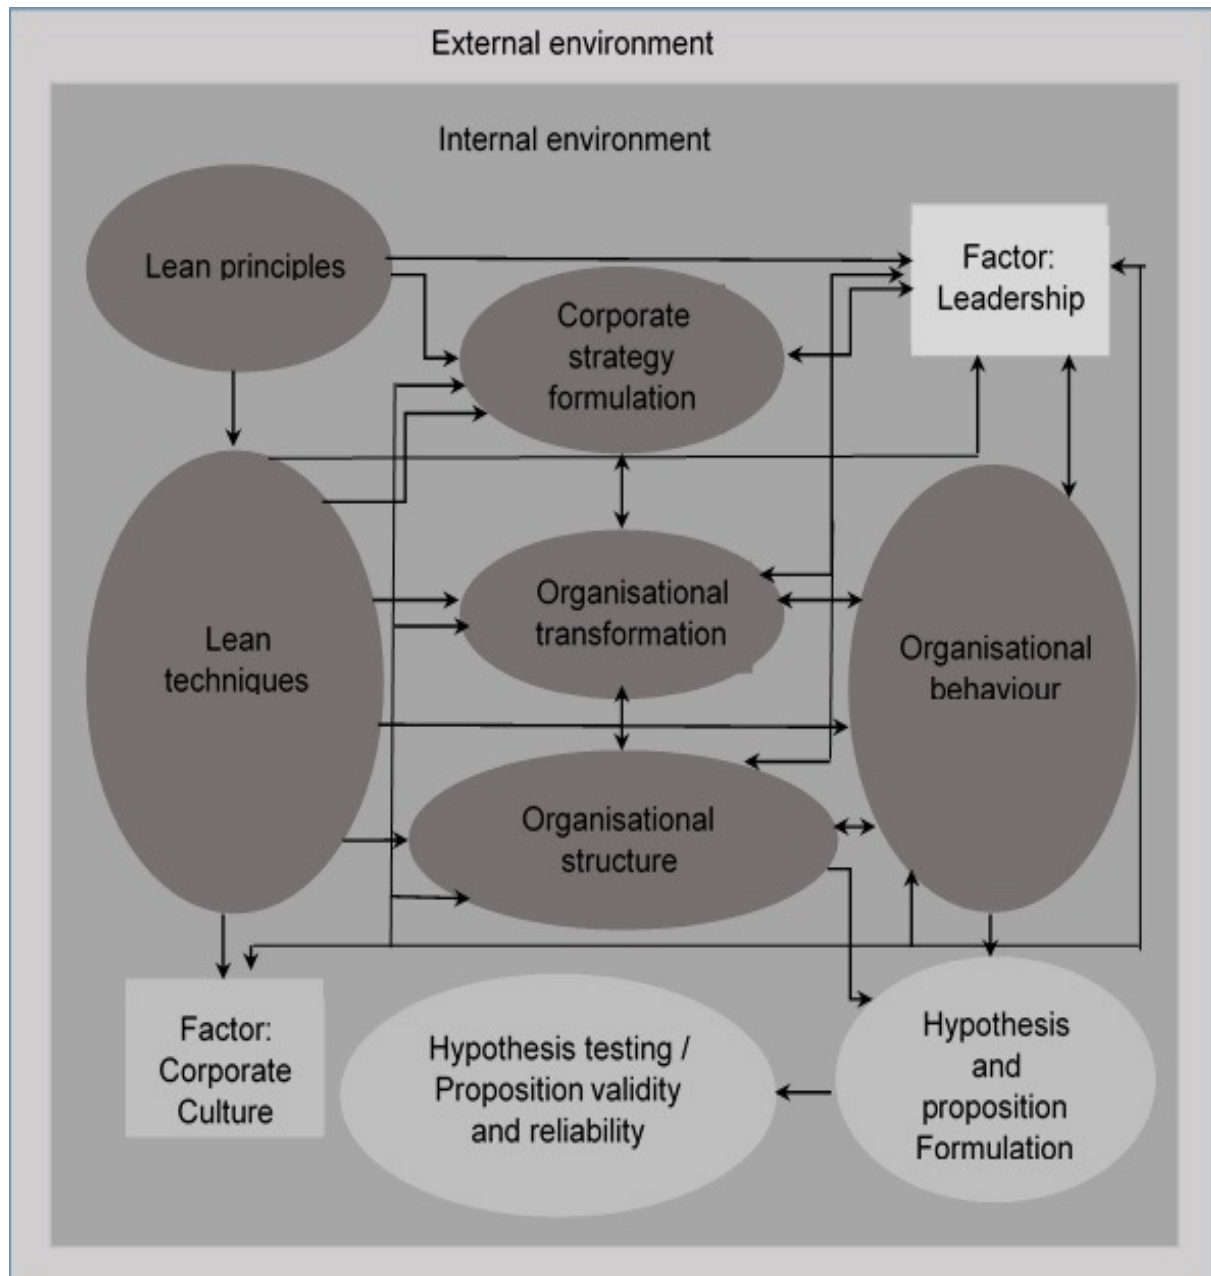 External environment
Internal environment
Lean principles
Factor:
Leadership
Corporate
strategy
formulation
Organisational
transformation
Lean
techniques
Organisational
behaviour
Organisational
structure
Factor:
Corporate
Culture
Hypothesis testing /
Proposition validity
and reliability
Hypothesis
and
proposition
Formulation